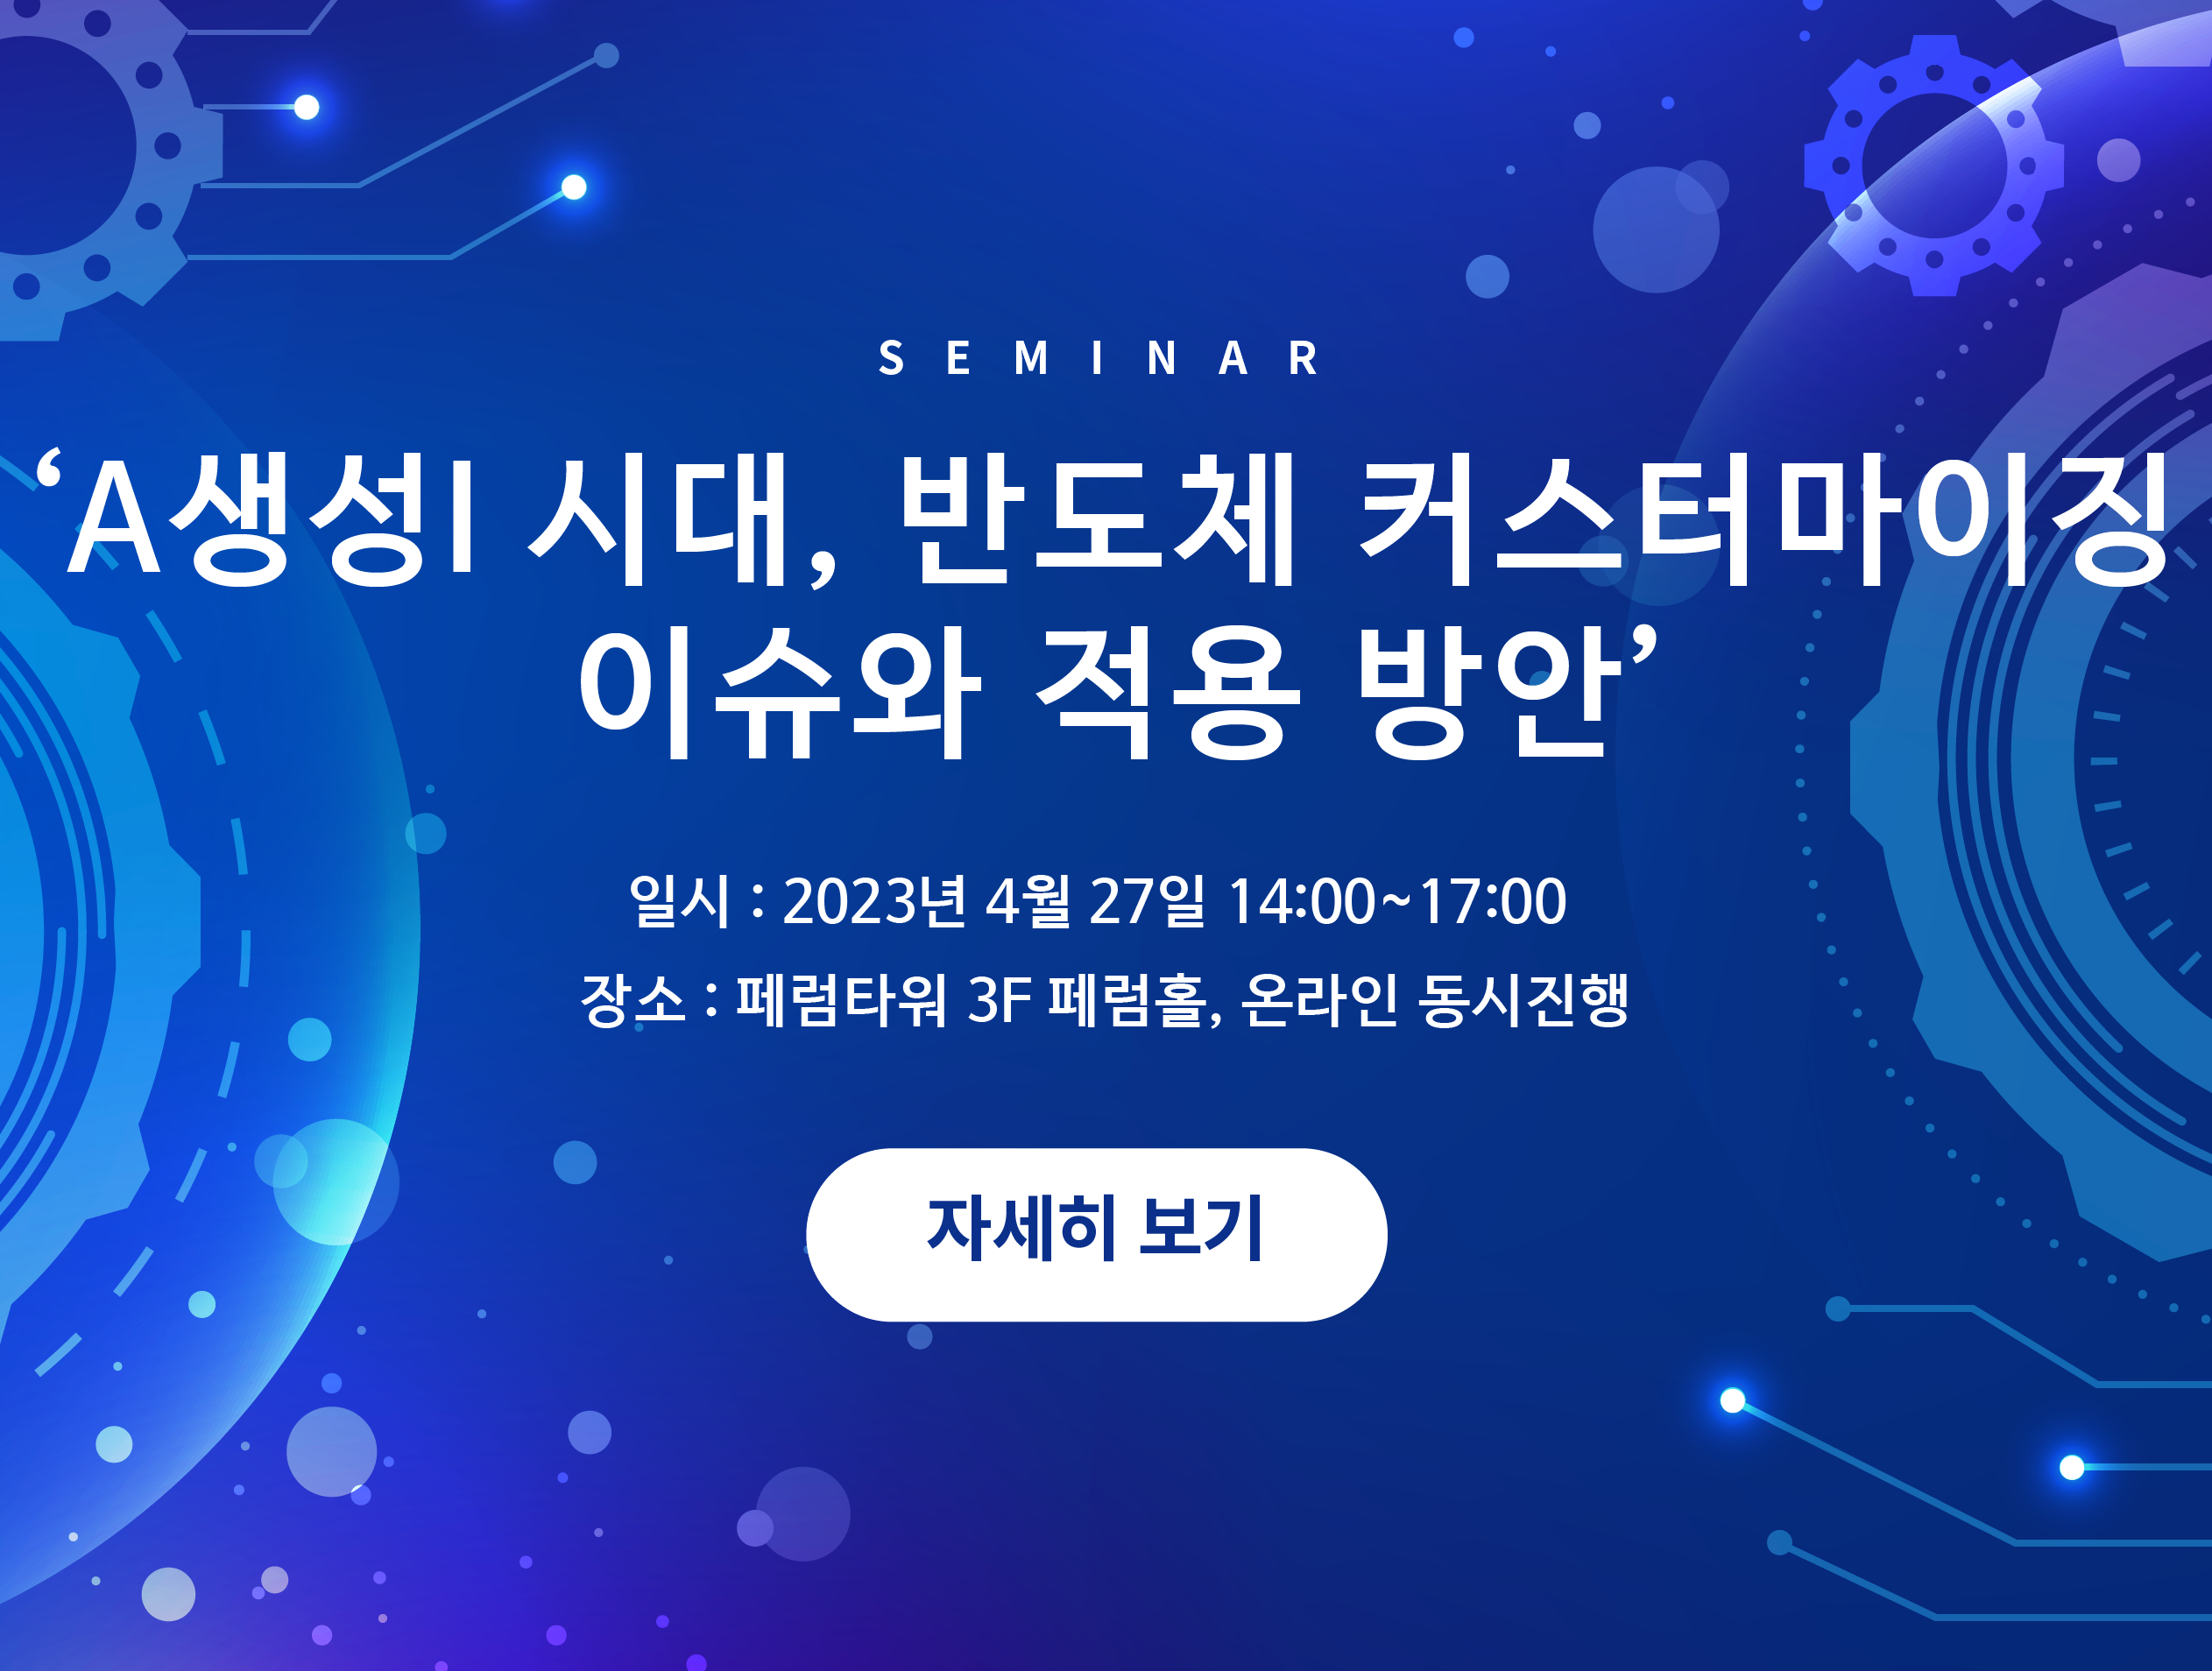 SEMINAR
‘A생성I 시대, 반도체 커스터마이징
이슈와 적용 방안’
일시 : 2023년 4월 27일 14:00~17:00
장소 : 페럼타워 3F 페럼홀, 온라인 동시진행
자세히 보기